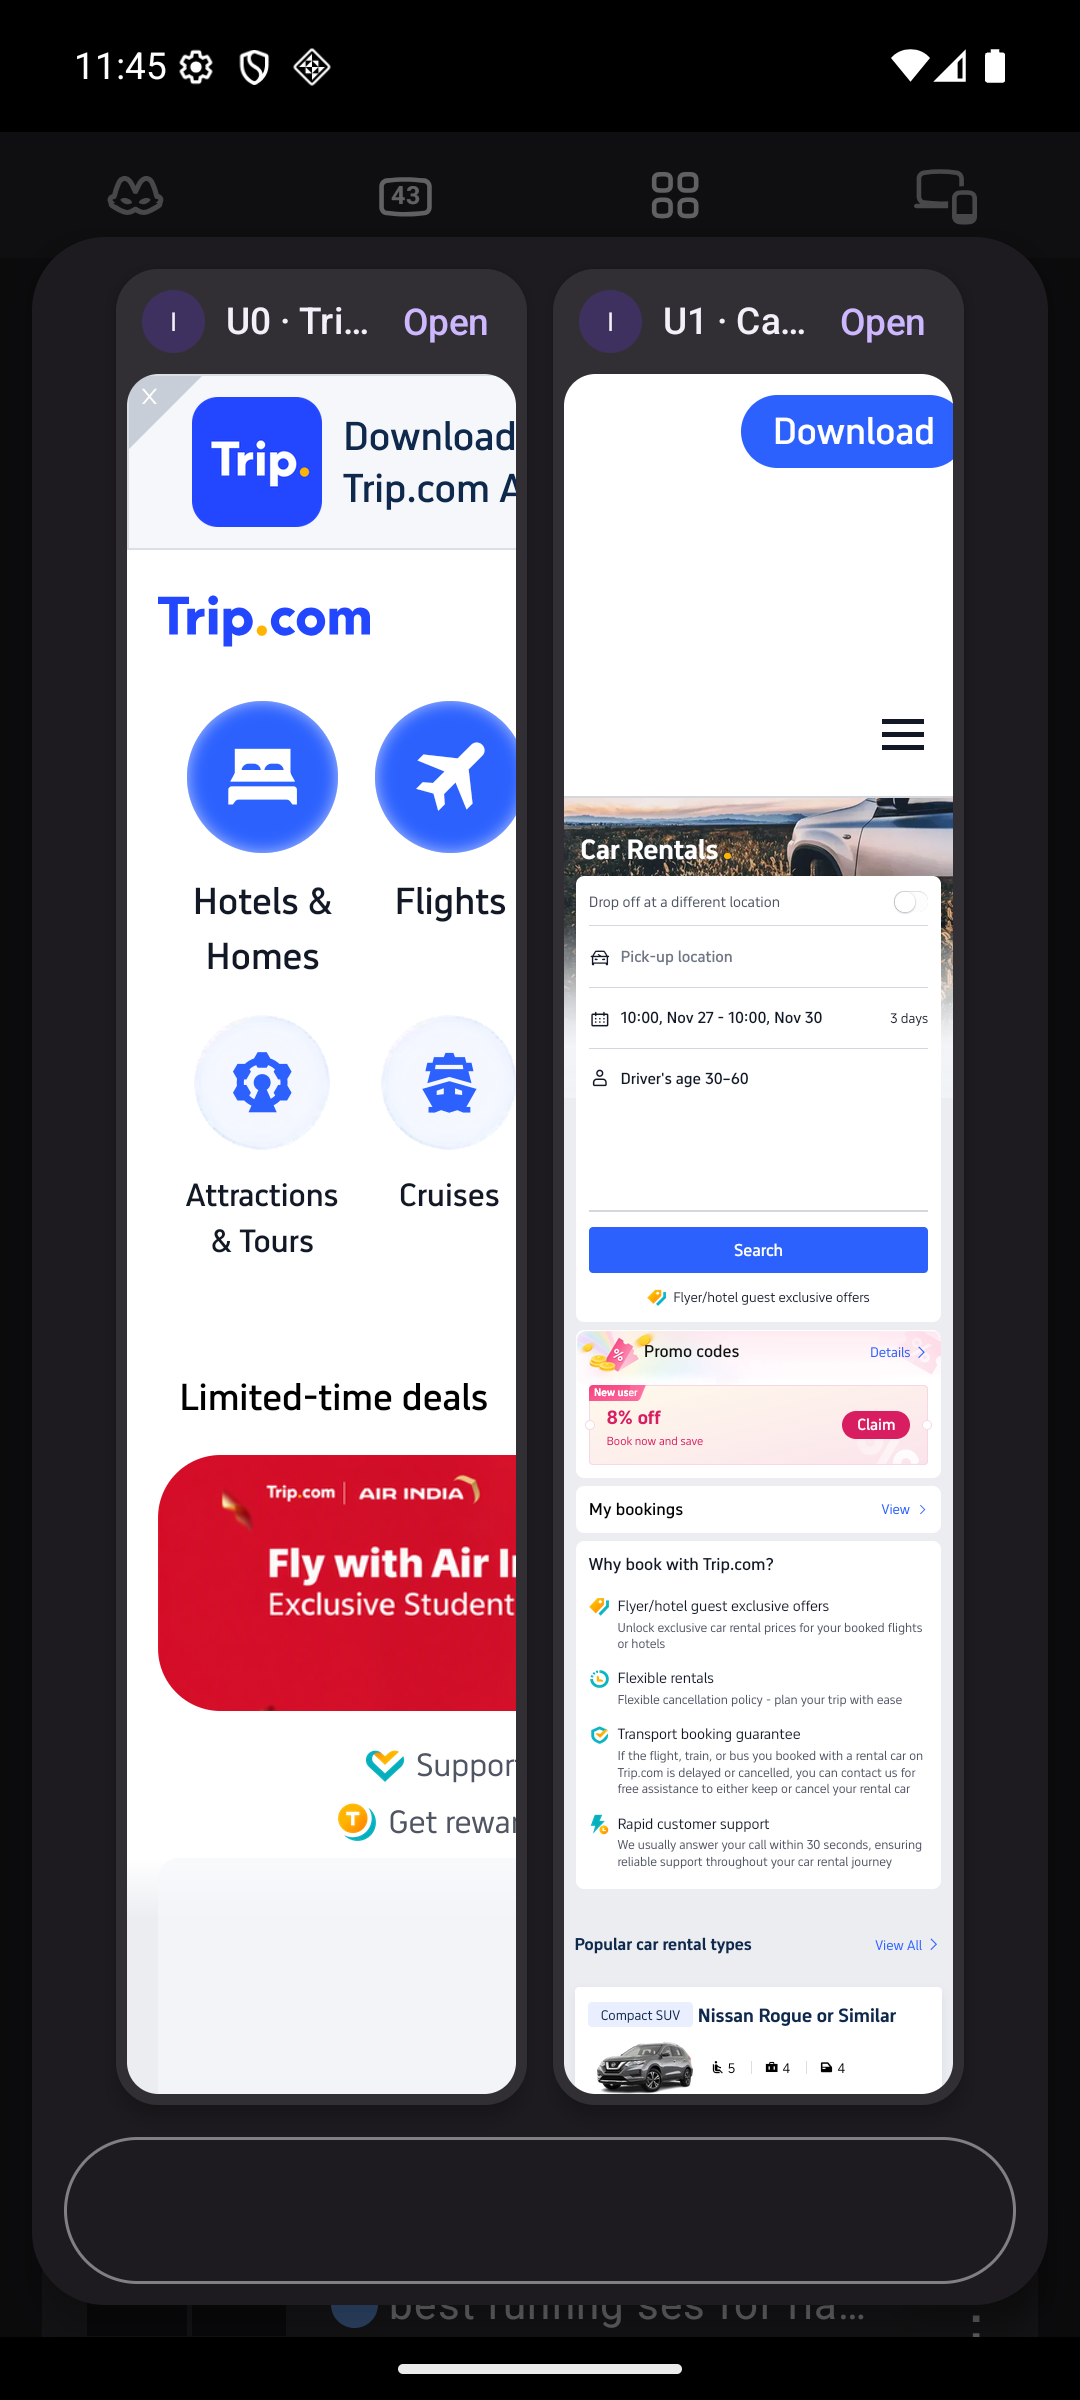 11:45
43
I
U0 · Tri...
Open
I
U1 · Ca...
Open
X
Trip.
Download
Trip.com A
Trip.com
Hotels &
Homes
Flights
Attractions
& Tours
Cruises
Limited-time deals
Trip.com | AIR INDIA
Fly with Air I
Exclusive Student
Suppor
Get rewar
Download
Car Rentals.
Drop off at a different location
Pick-up location
10:00, Nov 27 - 10:00, Nov 30
3 days
Driver's age 30–60
Search
Flyer/hotel guest exclusive offers
Promo codes
Details
New user
8% off
Book now and save
Claim
My bookings
View
Why book with Trip.com?
Flyer/hotel guest exclusive offers
Unlock exclusive car rental prices for your booked flights
or hotels
Flexible rentals
Flexible cancellation policy - plan your trip with ease
Transport booking guarantee
If the flight, train, or bus you booked with a rental car on
Trip.com is delayed or cancelled, you can contact us for
free assistance to either keep or cancel your rental car
Rapid customer support
We usually answer your call within 30 seconds, ensuring
reliable support throughout your car rental journey
Popular car rental types
View All
Compact SUV
Nissan Rogue or Similar
5
4
4
best running
for